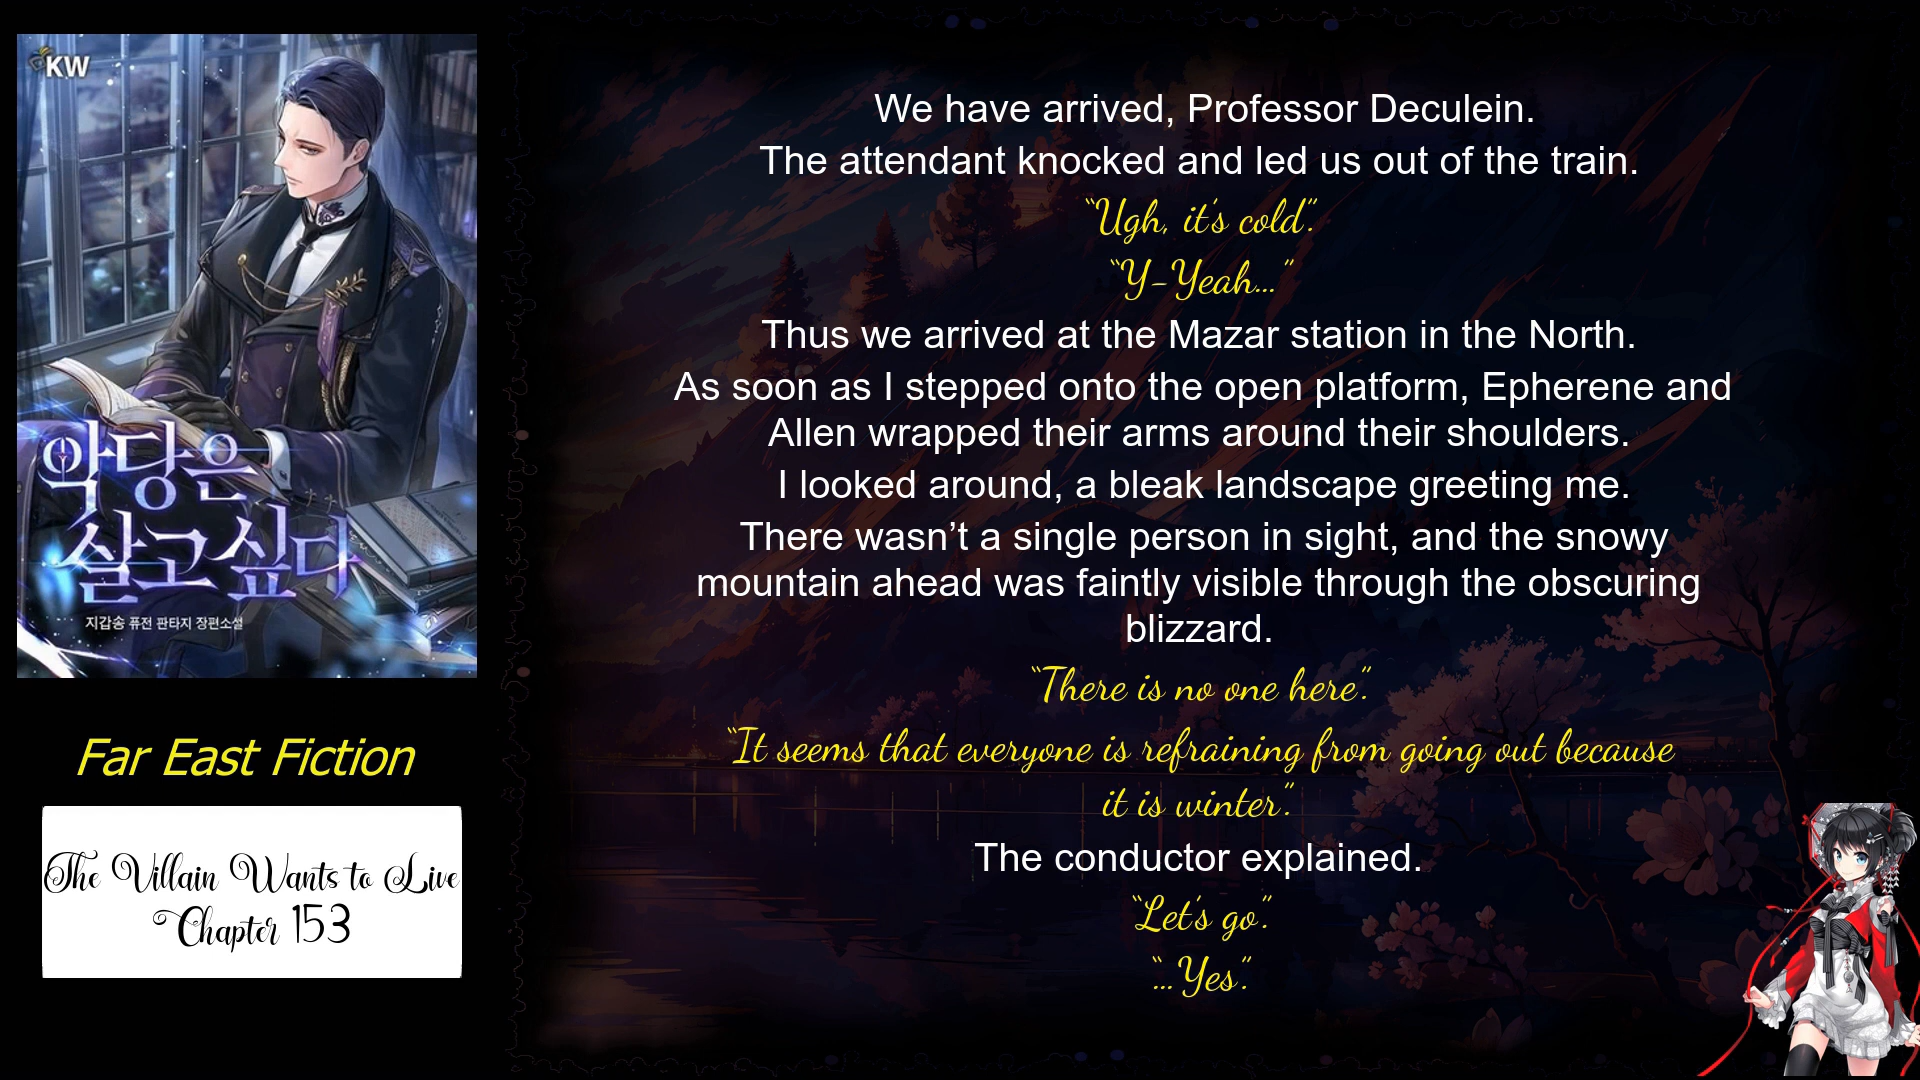 KW
악당은
살고 싶다
지갑송 퓨전 판타지 장편소설
Far East Fiction
The Villain Wants to Live
Chapter 153
We have arrived, Professor Deculein.
The attendant knocked and led us out of the train.
“Ugh, it’s cold”.
“Y-Yeah…”
Thus we arrived at the Mazar station in the North.
As soon as I stepped onto the open platform, Epherene and
Allen wrapped their arms around their shoulders.
I looked around, a bleak landscape greeting me.
There wasn’t a single person in sight, and the snowy
mountain ahead was faintly visible through the obscuring
blizzard.
“There is no one here”.
“It seems that everyone is refraining from going out because
it is winter”.
The conductor explained.
“Let’s go”.
“…Yes”.